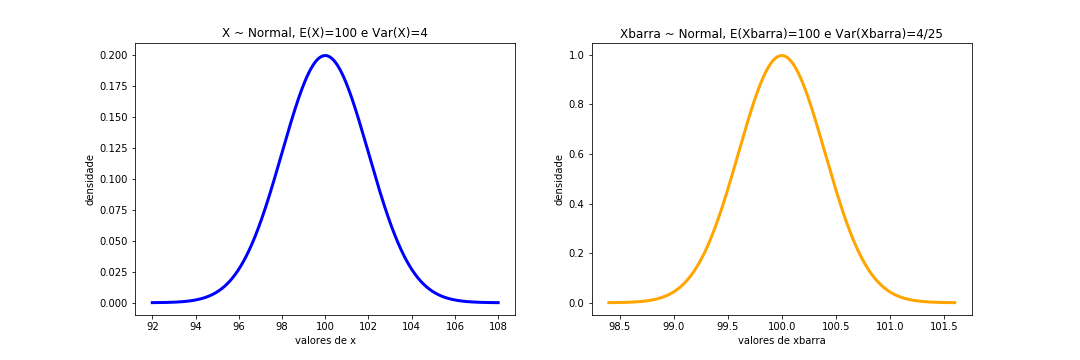 X ~ Normal, E(X)=100 e Var(X)=4
densidade
0.200
0.175
0.150
0.125
0.100
0.075
0.050
0.025
0.000
92 94 96 98 100 102 104 106 108
valores de x
Xbarra ~ Normal, E(Xbarra)=100 e Var(Xbarra)=4/25
densidade
1.0
0.8
0.6
0.4
0.2
0.0
98.5 99.0 99.5 100.0 100.5 101.0 101.5
valores de xbarra